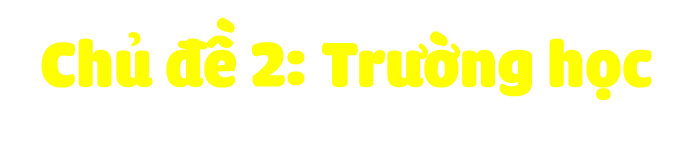 Chủ đề 2: Trường học